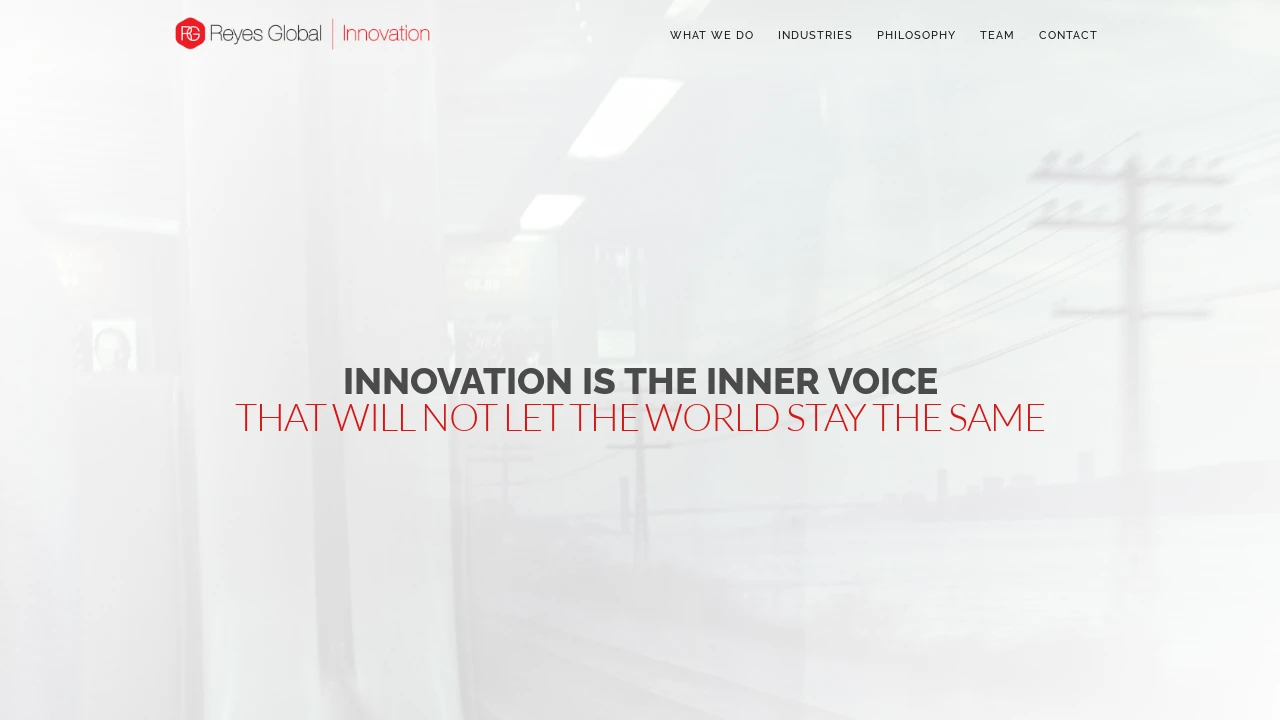 RG Reyes Global | Innovation
WHAT WE DO INDUSTRIES PHILOSOPHY TEAM CONTACT
INNOVATION IS THE INNER VOICE
THAT WILL NOT LET THE WORLD STAY THE SAME